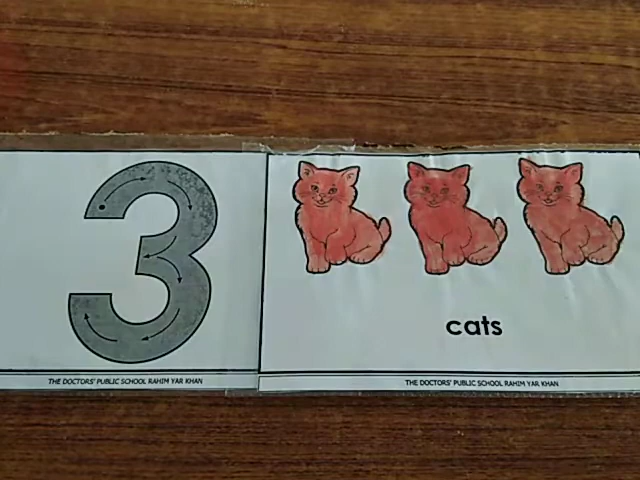 3
cats
THE DOCTORS' PUBLIC SCHOOL RAHIM YAR KHAN
THE DOCTORS' PUBLIC SCHOOL RAHIM YAR KHAN